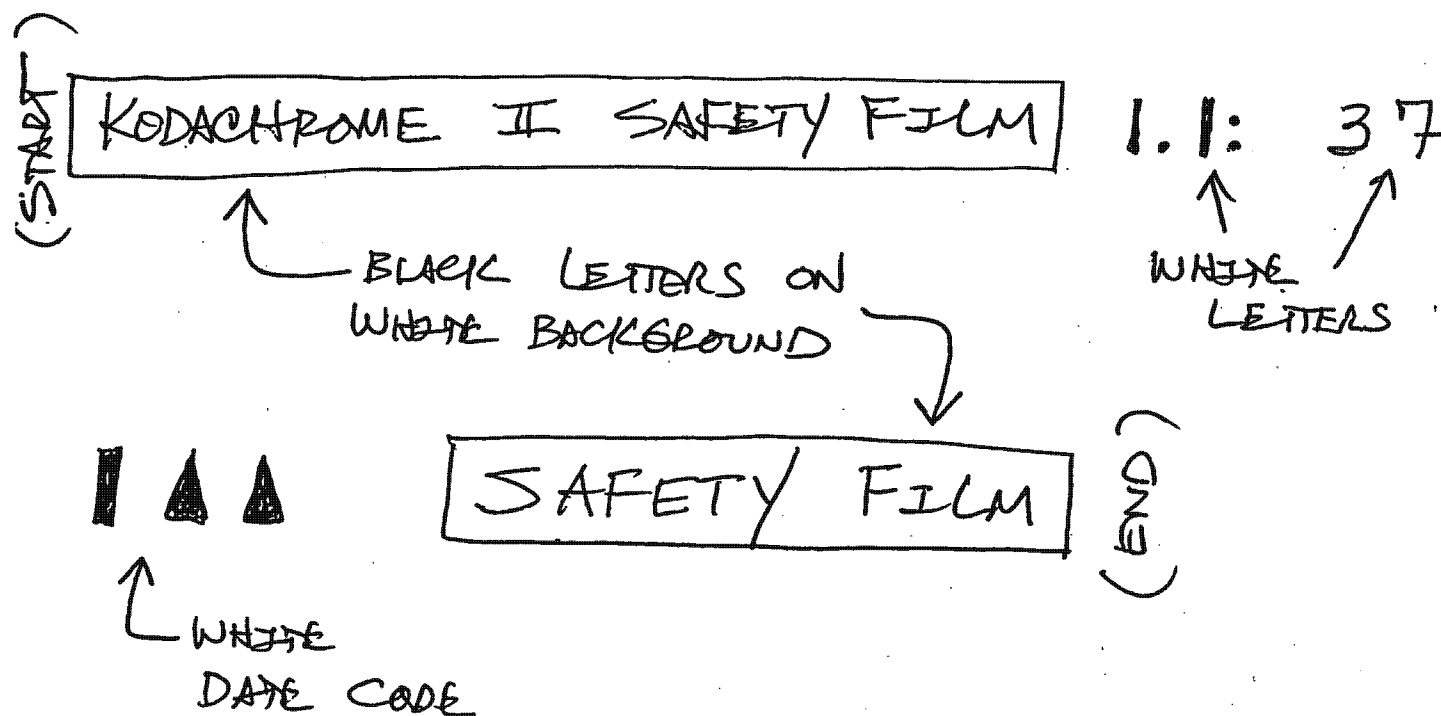 (START)
KODACHROME II SAFETY FILM
1.1: 37
BLACK LETTERS ON
WHITE BACKGROUND
WHITE
LETTERS
I ▲ ▲
SAFETY FILM
(END)
WHITE
DATE CODE